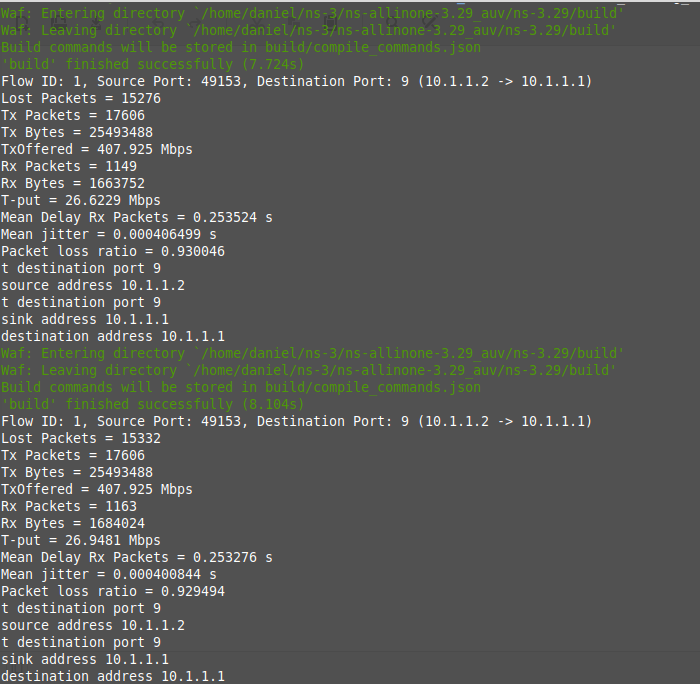 Waf: Entering directory `/home/daniel/ns-3/ns-allinone-3.29_auv/ns-3.29/build'
Waf: Leaving directory `/home/daniel/ns-3/ns-allinone-3.29_auv/ns-3.29/build'
Build commands will be stored in build/compile_commands.json
'build' finished successfully (7.724s)
Flow ID: 1, Source Port: 49153, Destination Port: 9 (10.1.1.2 -> 10.1.1.1)
Lost Packets = 15276
Tx Packets = 17606
Tx Bytes = 25493488
TxOffered = 407.925 Mbps
Rx Packets = 1149
Rx Bytes = 1663752
T-put = 26.6229 Mbps
Mean Delay Rx Packets = 0.253524 s
Mean jitter = 0.000406499 s
Packet loss ratio = 0.930046
t destination port 9
source address 10.1.1.2
t destination port 9
sink address 10.1.1.1
destination address 10.1.1.1
Waf: Entering directory `/home/daniel/ns-3/ns-allinone-3.29_auv/ns-3.29/build'
Waf: Leaving directory `/home/daniel/ns-3/ns-allinone-3.29_auv/ns-3.29/build'
Build commands will be stored in build/compile_commands.json
'build' finished successfully (8.104s)
Flow ID: 1, Source Port: 49153, Destination Port: 9 (10.1.1.2 -> 10.1.1.1)
Lost Packets = 15332
Tx Packets = 17606
Tx Bytes = 25493488
TxOffered = 407.925 Mbps
Rx Packets = 1163
Rx Bytes = 1684024
T-put = 26.9481 Mbps
Mean Delay Rx Packets = 0.253276 s
Mean jitter = 0.000400844 s
Packet loss ratio = 0.929494
t destination port 9
source address 10.1.1.2
t destination port 9
sink address 10.1.1.1
destination address 10.1.1.1